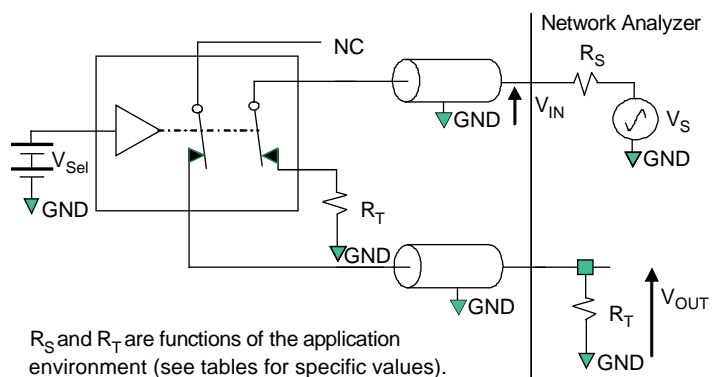 Network Analyzer
NC
R_S
V_IN
V_S
GND
GND
V_Sel
GND
R_T
GND
GND
V_OUT
R_T
GND
R_S and R_T are functions of the application
environment (see tables for specific values).